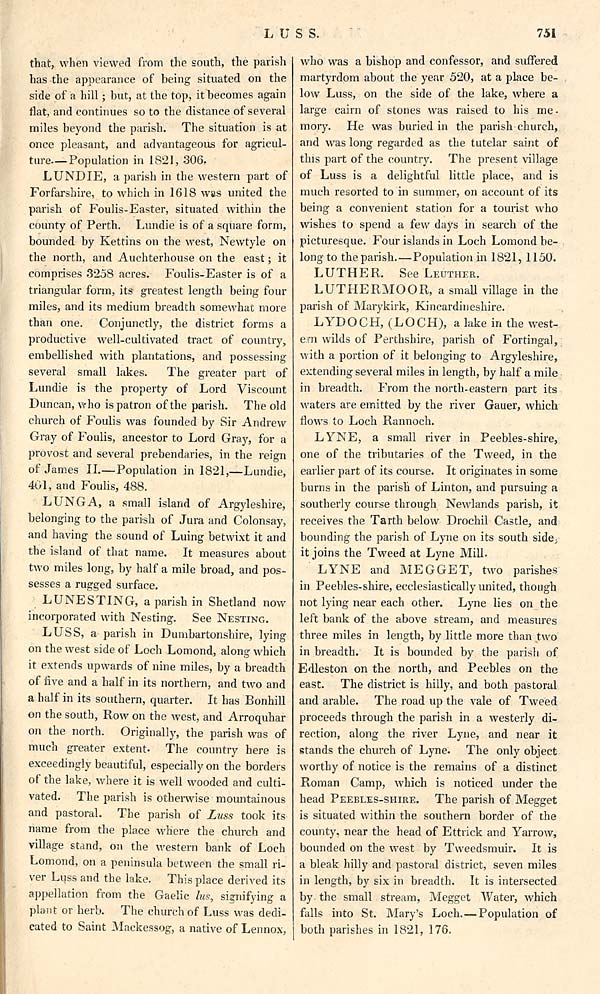 LUSS. 751
that, when viewed from the south, the parish
has the appearance of being situated on the
side of a hill; but, at the top, it becomes again
flat, and continues so to the distance of several
miles beyond the parish. The situation is at
once pleasant, and advantageous for agricul-
ture.—Population in 1821, 306.
LUNDIE, a parish in the western part of
Forfarshire, to which in 1618 was united the
parish of Foulis-Easter, situated within the
county of Perth. Lundie is of a square form,
bounded by Kettins on the west, Newtyle on
the north, and Auchterhouse on the east; it
comprises 3258 acres. Foulis-Easter is of a
triangular form, its greatest length being four
miles, and its medium breadth somewhat more
than one. Conjunctly, the district forms a
productive well-cultivated tract of country,
embellished with plantations, and possessing
several small lakes. The greater part of
Lundie is the property of Lord Viscount
Duncan, who is patron of the parish. The old
church of Foulis was founded by Sir Andrew
Gray of Foulis, ancestor to Lord Gray, for a
provost and several prebendaries, in the reign
of James II.—Population in 1821,—Lundie,
401, and Foulis, 488.
LUNGA, a small island of Argyleshire,
belonging to the parish of Jura and Colonsay,
and having the sound of Luing betwixt it and
the island of that name. It measures about
two miles long, by half a mile broad, and pos-
sesses a rugged surface.
LUNESTING, a parish in Shetland now
incorporated with Nesting. See NESTING.
LUSS, a parish in Dumbartonshire, lying
on the west side of Loch Lomond, along which
it extends upwards of nine miles, by a breadth
of five and a half in its northern, and two and
a half in its southern, quarter. It has Bonhill
on the south, Row on the west, and Arroquhar
on the north. Originally, the parish was of
much greater extent. The country here is
exceedingly beautiful, especially on the borders
of the lake, where it is well wooded and culti-
vated. The parish is otherwise mountainous
and pastoral. The parish of Luss took its
name from the place where the church and
village stand, on the western bank of Loch
Lomond, on a peninsula between the small ri-
ver Luss and the lake. This place derived its
appellation from the Gaelic lus, signifying a
plant or herb. The church of Luss was dedi-
cated to Saint Mackessog, a native of Lennox,
who was a bishop and confessor, and suffered
martyrdom about the year 520, at a place be-
low Luss, on the side of the lake, where a
large cairn of stones was raised to his me-
mory. He was buried in the parish church,
and was long regarded as the tutelar saint of
this part of the country. The present village
of Luss is a delightful little place, and is
much resorted to in summer, on account of its
being a convenient station for a tourist who
wishes to spend a few days in search of the
picturesque. Four islands in Loch Lomond be-
long to the parish.—Population in 1821, 1150.
LUTHER. See LEUTHER.
LUTHERMOOR, a small village in the
parish of Marykirk, Kincardineshire.
LYDOCH, (LOCH), a lake in the west-
ern wilds of Perthshire, parish of Fortingal,
with a portion of it belonging to Argyleshire,
extending several miles in length, by half a mile
in breadth. From the north-eastern part its
waters are emitted by the river Gauer, which
flows to Loch Rannoch.
LYNE, a small river in Peebles-shire,
one of the tributaries of the Tweed, in the
earlier part of its course. It originates in some
burns in the parish of Linton, and pursuing a
southerly course through Newlands parish, it
receives the Tarth below Drochil Castle, and
bounding the parish of Lyne on its south side,
it joins the Tweed at Lyne Mill.
LYNE and MEGGET, two parishes
in Peebles-shire, ecclesiastically united, though
not lying near each other. Lyne lies on the
left bank of the above stream, and measures
three miles in length, by little more than two
in breadth. It is bounded by the parish of
Edleston on the north, and Peebles on the
east. The district is hilly, and both pastoral
and arable. The road up the vale of Tweed
proceeds through the parish in a westerly di-
rection, along the river Lyne, and near it
stands the church of Lyne. The only object
worthy of notice is the remains of a distinct
Roman Camp, which is noticed under the
head PEEBLES-SHIRE. The parish of Megget
is situated within the southern border of the
county, near the head of Ettrick and Yarrow,
bounded on the west by Tweedsmuir. It is
a bleak hilly and pastoral district, seven miles
in length, by six in breadth. It is intersected
by the small stream, Megget Water, which
falls into St. Mary's Loch.—Population of
both parishes in 1821, 176.